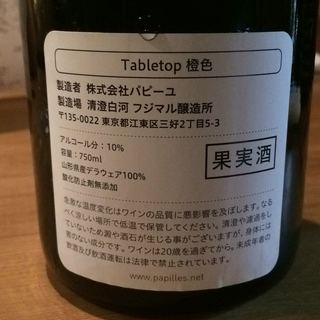 Tabletop 橙色
製造者 株式会社パピーユ
製造場 清澄白河 フジマル醸造所
〒135-0022 東京都江東区三好2丁目5-3
アルコール分：10%
容量：750ml
山形県産デラウェア100%
酸化防止剤無添加
果実酒
急激な温度変化はワインの品質に悪影響を及ぼします。なる
べく涼しい場所で低温で保管してください。清澄や濾過をし
ていないため澱や酒石が生じる事がございますが、身体には
害のない成分です。ワインは20歳を過ぎてから。未成年者の
飲酒及び飲酒運転は法律で禁止されています。
www.papilles.net